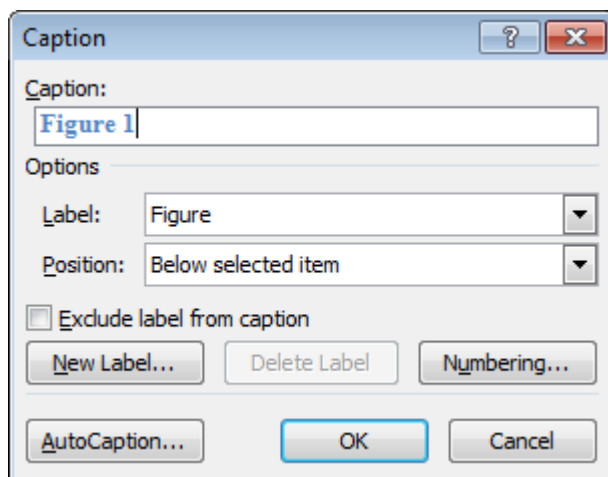 Caption
?
Caption:
Figure 1
Options
Label: Figure
Position: Below selected item
Exclude label from caption
New Label... Delete Label Numbering...
AutoCaption... OK Cancel